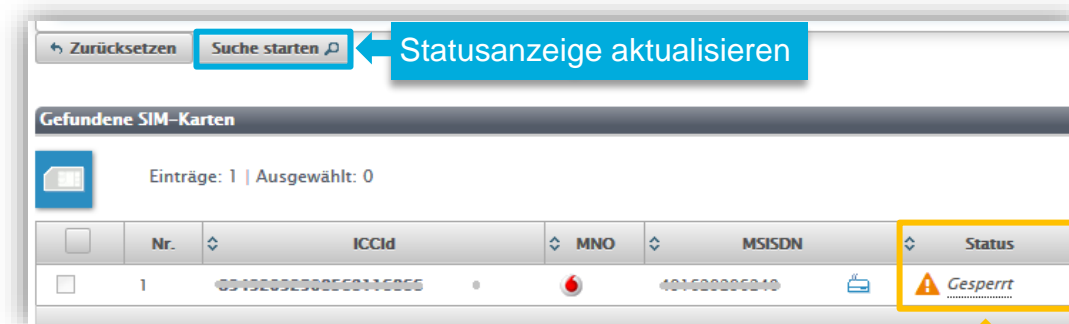 Zurücksetzen Suche starten Statusanzeige aktualisieren
Gefundene SIM-Karten
Einträge: 1 | Ausgewählt: 0
Nr. ICCId MNO MSISDN Status
1 Gesperrt